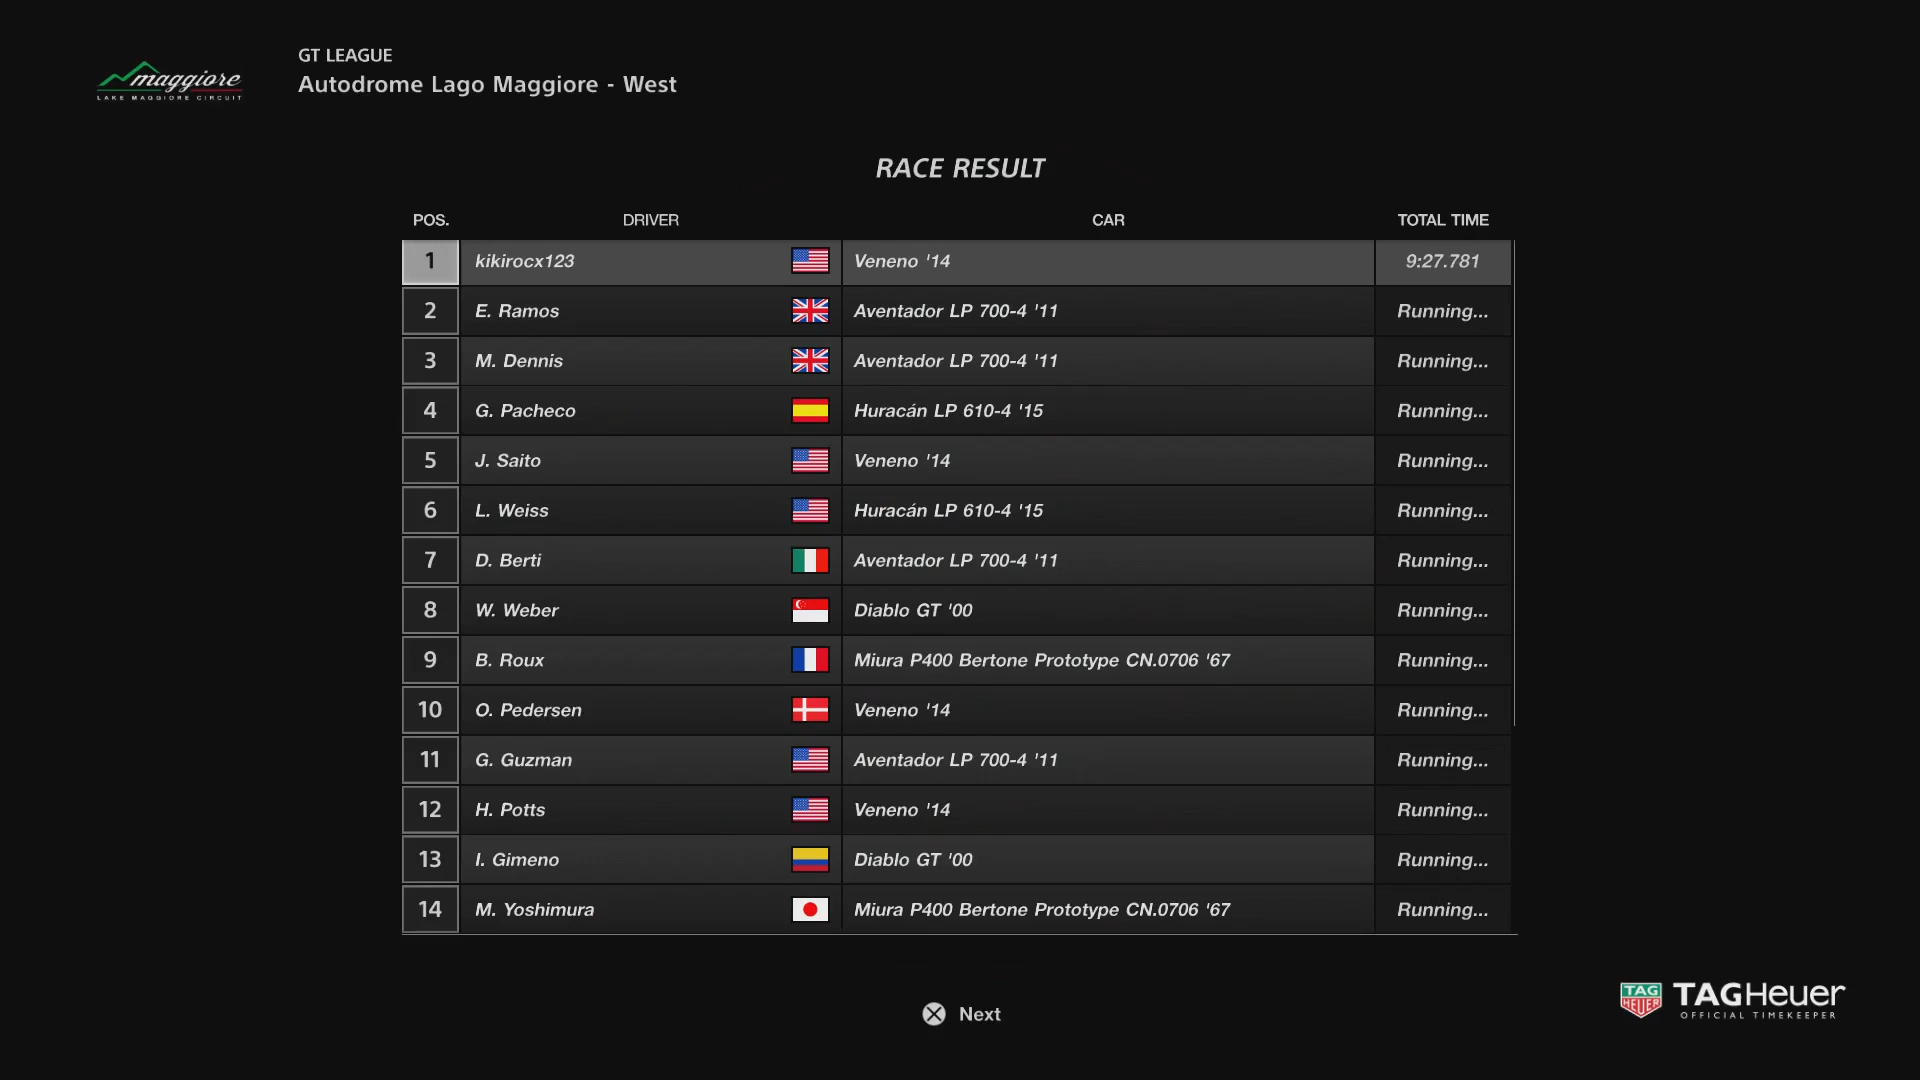 maggiore
LAKE MAGGIORE CIRCUIT
GT LEAGUE
Autodrome Lago Maggiore - West
RACE RESULT
POS. DRIVER CAR TOTAL TIME
1 kikirocx123 Veneno '14 9:27.781
2 E. Ramos Aventador LP 700-4 '11 Running...
3 M. Dennis Aventador LP 700-4 '11 Running...
4 G. Pacheco Huracán LP 610-4 '15 Running...
5 J. Saito Veneno '14 Running...
6 L. Weiss Huracán LP 610-4 '15 Running...
7 D. Berti Aventador LP 700-4 '11 Running...
8 W. Weber Diablo GT '00 Running...
9 B. Roux Miura P400 Bertone Prototype CN.0706 '67 Running...
10 O. Pedersen Veneno '14 Running...
11 G. Guzman Aventador LP 700-4 '11 Running...
12 H. Potts Veneno '14 Running...
13 I. Gimeno Diablo GT '00 Running...
14 M. Yoshimura Miura P400 Bertone Prototype CN.0706 '67 Running...
Next
TAG HEUER
TAGHeuer
OFFICIAL TIMEKEEPER